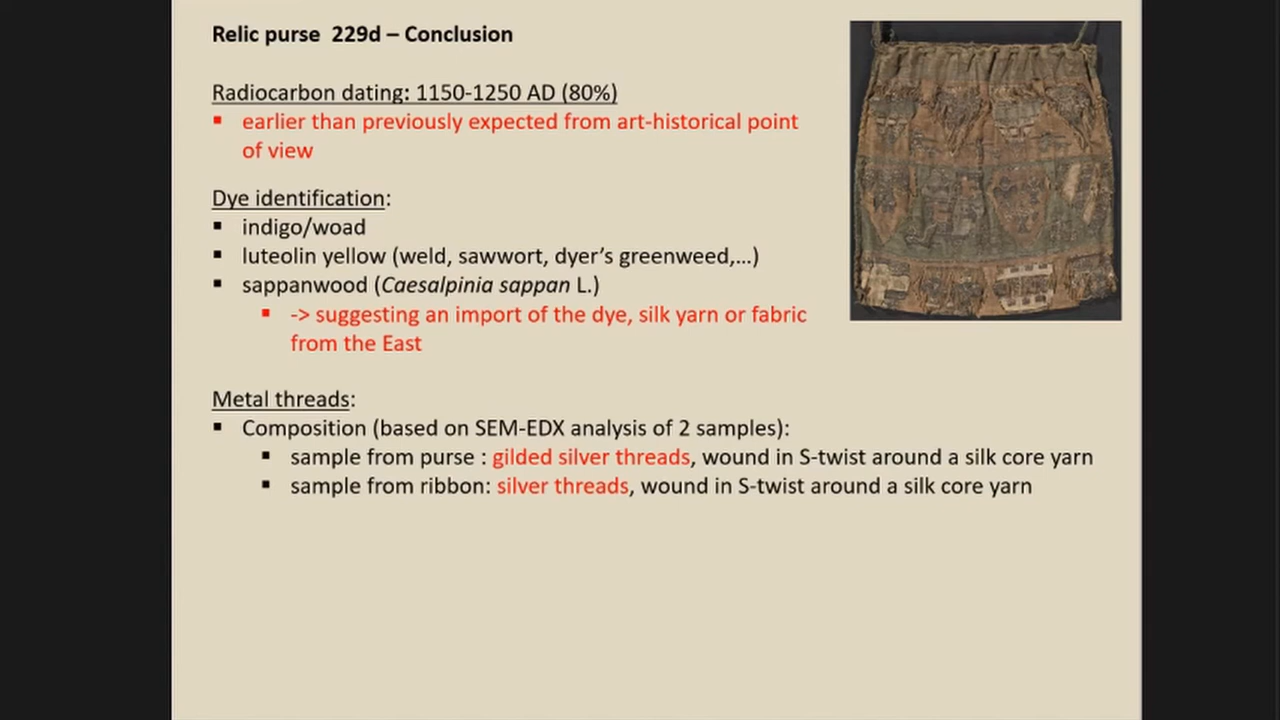 Relic purse 229d – Conclusion
Radiocarbon dating: 1150-1250 AD (80%)
▪ earlier than previously expected from art-historical point
of view
Dye identification:
▪ indigo/woad
▪ luteolin yellow (weld, sawwort, dyer’s greenweed,…)
▪ sappanwood (Caesalpinia sappan L.)
▪ -> suggesting an import of the dye, silk yarn or fabric
from the East
Metal threads:
▪ Composition (based on SEM-EDX analysis of 2 samples):
▪ sample from purse : gilded silver threads, wound in S-twist around a silk core yarn
▪ sample from ribbon: silver threads, wound in S-twist around a silk core yarn